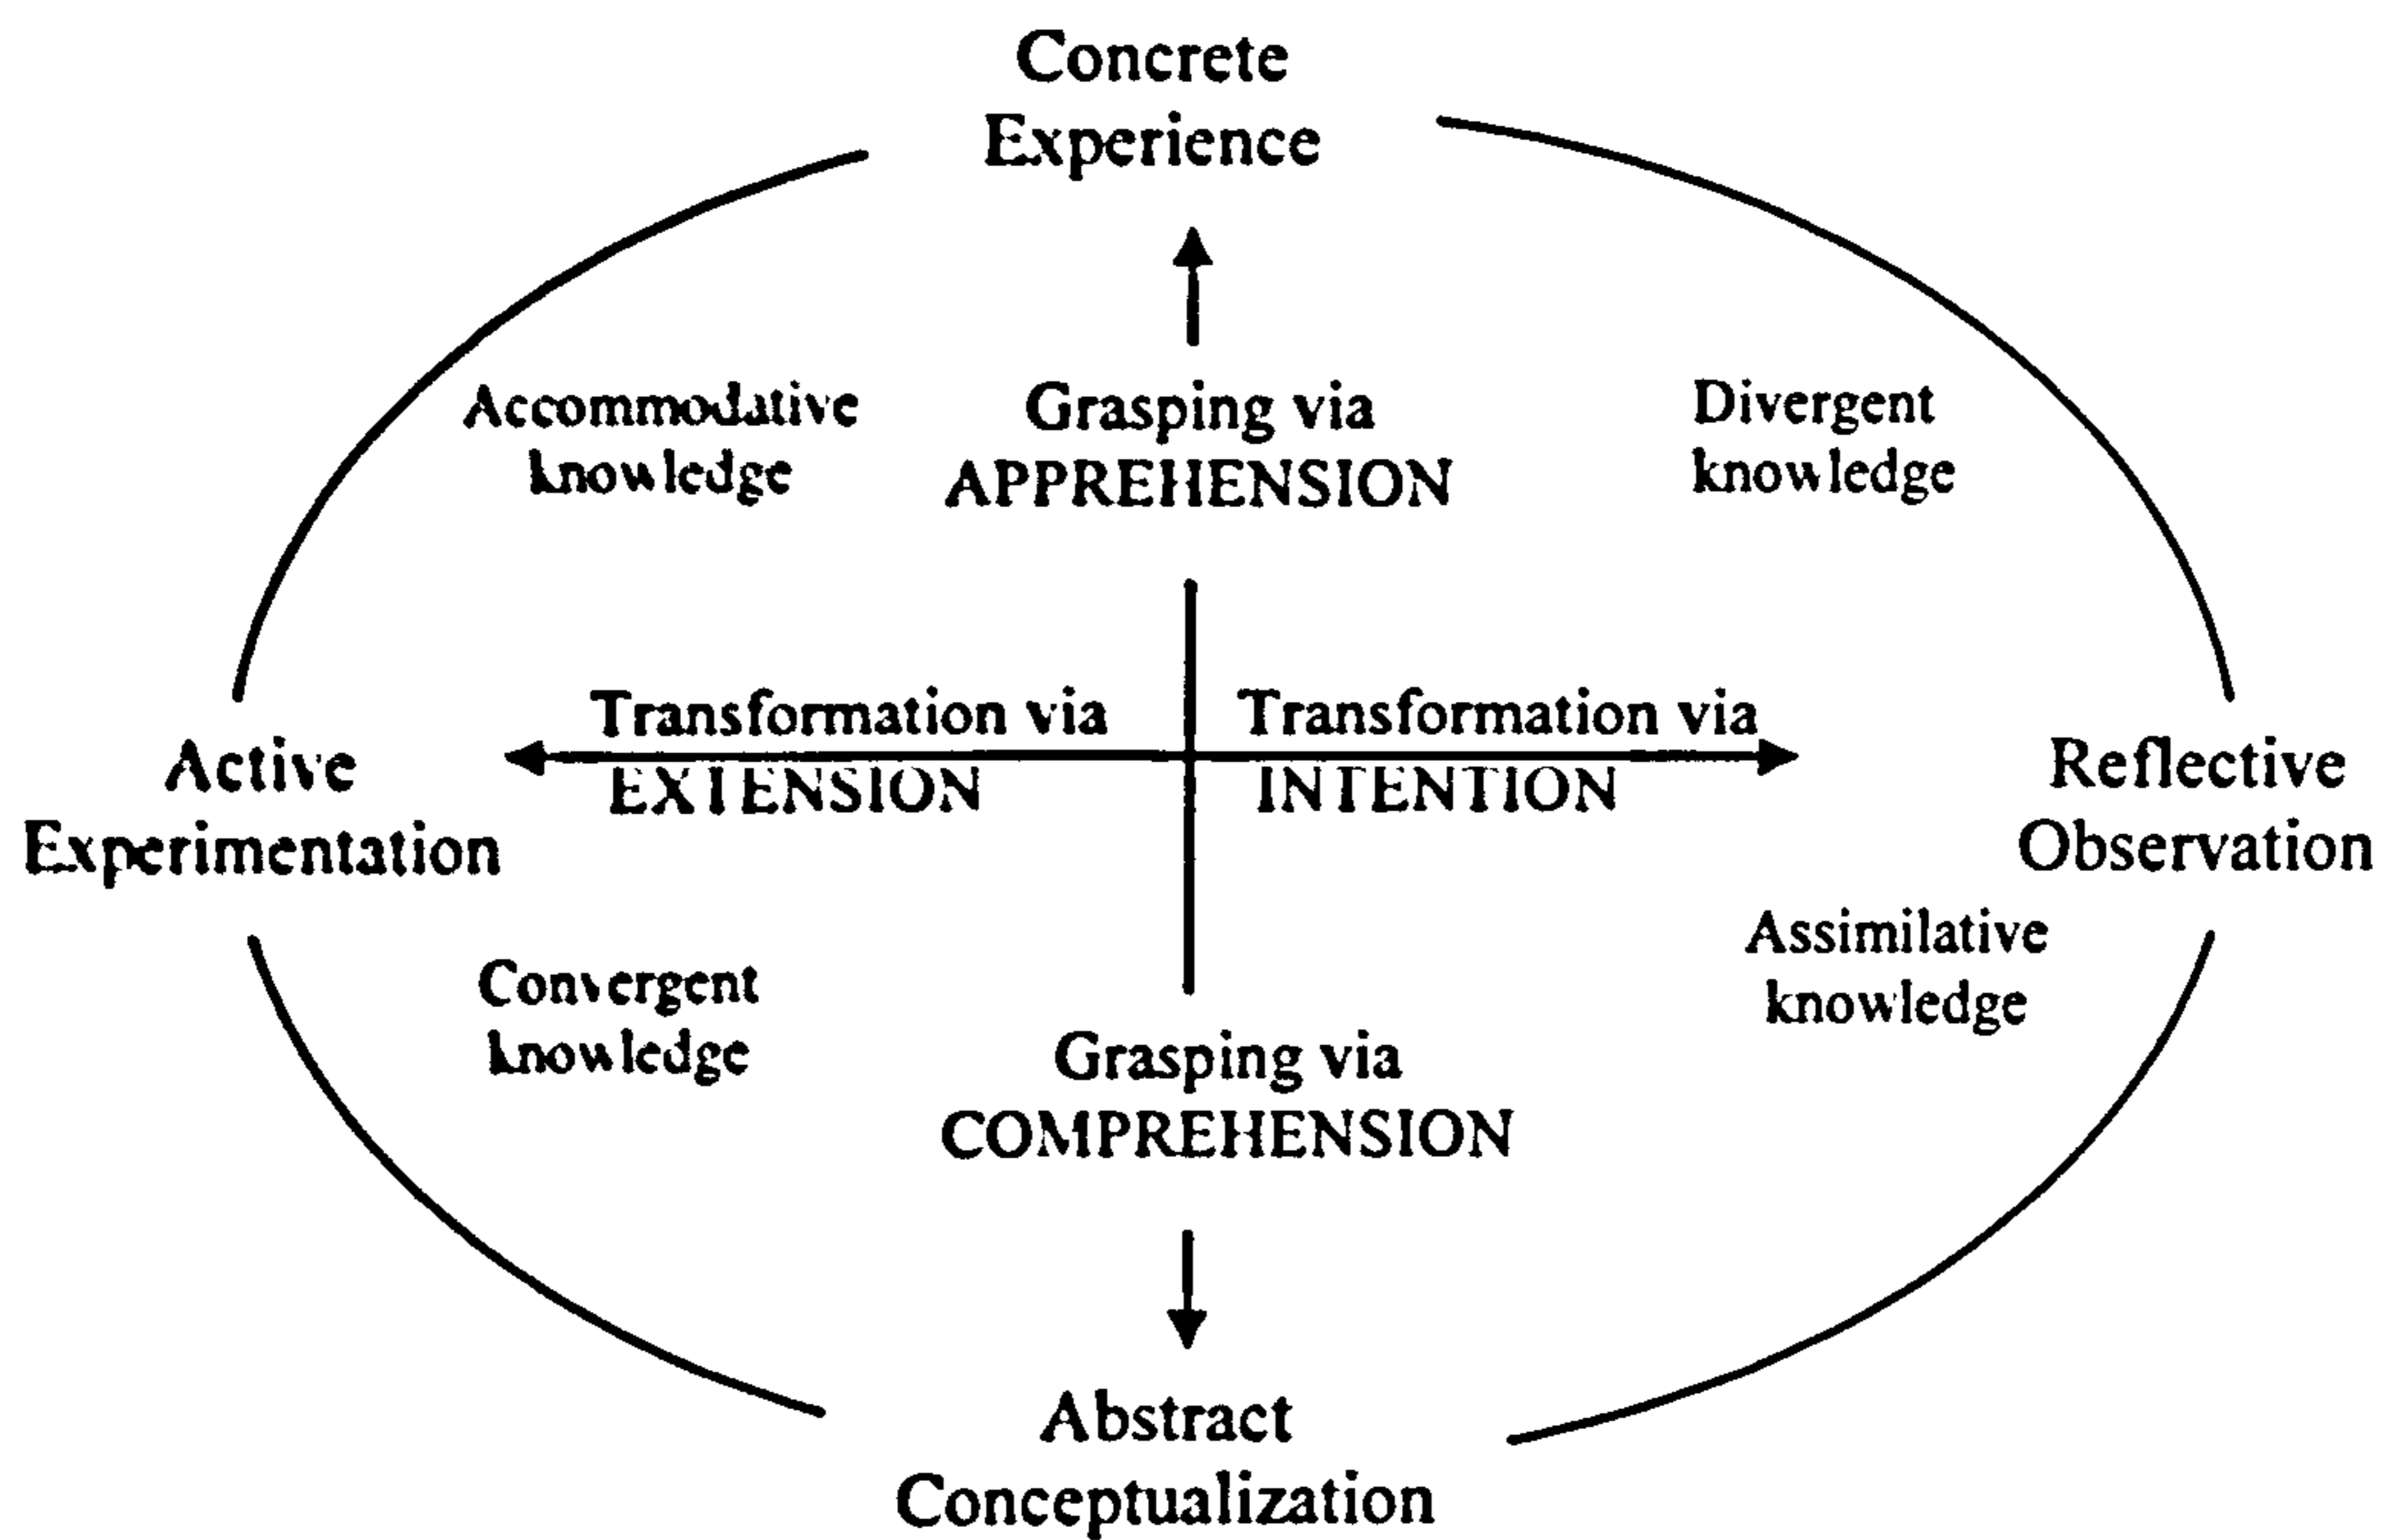 Concrete
Experience
Accommodative
knowledge
Grasping via
APPREHENSION
Divergent
knowledge
Transformation via
EXTENSION
Transformation via
INTENTION
Active
Experimentation
Reflective
Observation
Convergent
knowledge
Assimilative
knowledge
Grasping via
COMPREHENSION
Abstract
Conceptualization